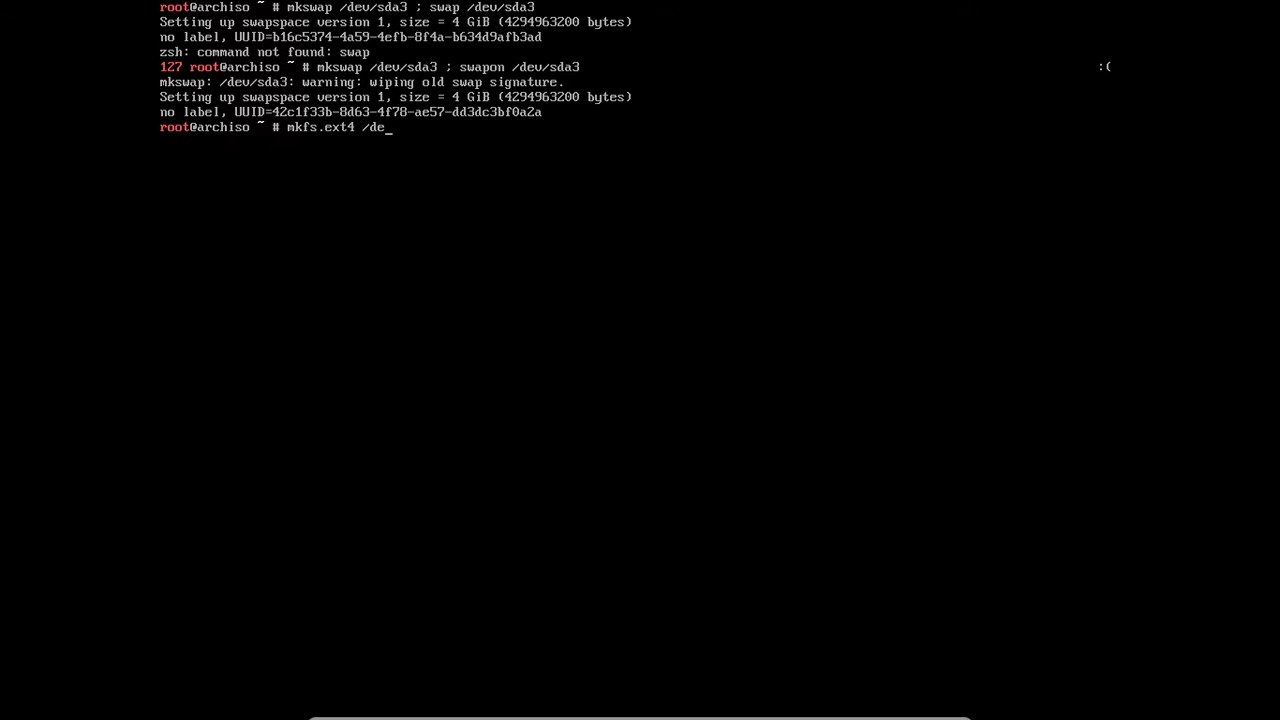 root@archiso ~ # mkswap /dev/sda3 ; swap /dev/sda3
Setting up swapspace version 1, size = 4 GiB (4294963200 bytes)
no label, UUID=b16c5374-4a59-4efb-8f4a-b634d9afb3ad
zsh: command not found: swap
127 root@archiso ~ # mkswap /dev/sda3 ; swapon /dev/sda3 :(
mkswap: /dev/sda3: warning: wiping old swap signature.
Setting up swapspace version 1, size = 4 GiB (4294963200 bytes)
no label, UUID=42c1f33b-8d63-4f78-ae57-dd3dc3bf0a2a
root@archiso ~ # mkfs.ext4 /de_